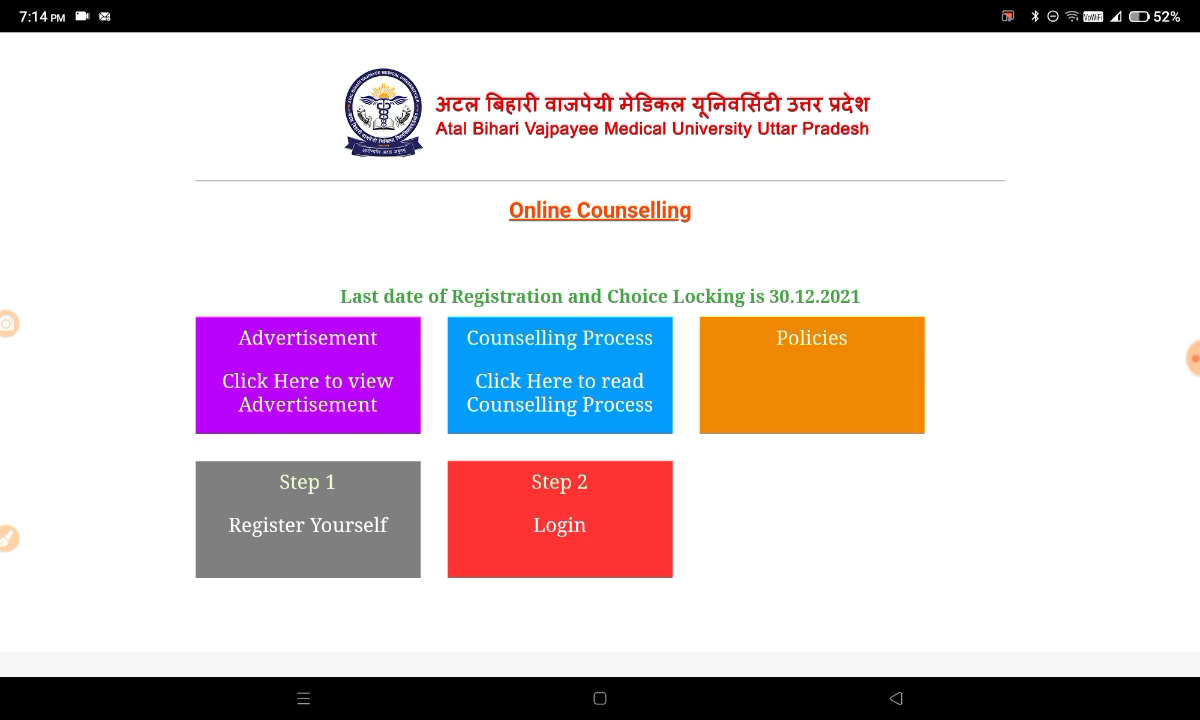 7:14 PM
VoWiFi
52%
अटल बिहारी वाजपेयी मेडिकल यूनिवर्सिटी उत्तर प्रदेश
Atal Bihari Vajpayee Medical University Uttar Pradesh
Online Counselling
Last date of Registration and Choice Locking is 30.12.2021
Advertisement
Click Here to view
Advertisement
Counselling Process
Click Here to read
Counselling Process
Policies
Step 1
Register Yourself
Step 2
Login